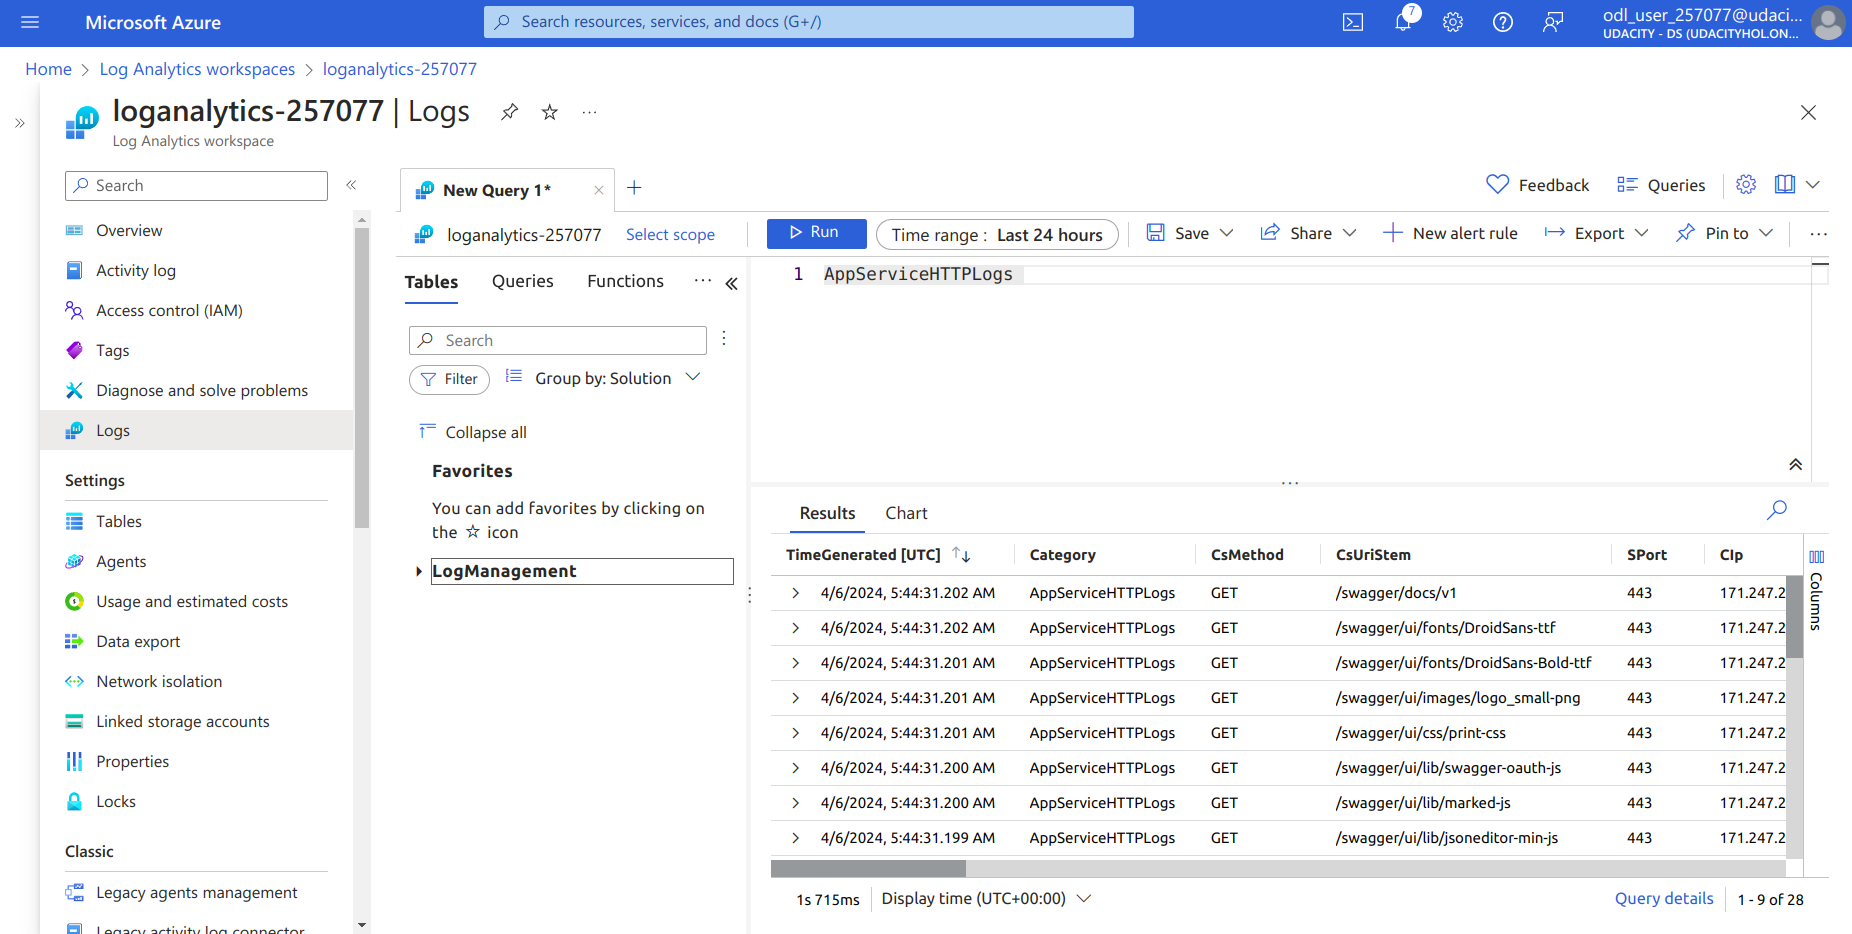 Microsoft Azure
Search resources, services, and docs (G+/)
7
odl_user_257077@udaci...
UDACITY - DS (UDACITYHOL.ON...
Home > Log Analytics workspaces > loganalytics-257077
loganalytics-257077 | Logs
Log Analytics workspace
Search
Overview
Activity log
Access control (IAM)
Tags
Diagnose and solve problems
Logs
Settings
Tables
Agents
Usage and estimated costs
Data export
Network isolation
Linked storage accounts
Properties
Locks
Classic
Legacy agents management
Legacy activity log connector
New Query 1*
Feedback
Queries
loganalytics-257077
Select scope
Run
Time range : Last 24 hours
Save
Share
New alert rule
Export
Pin to
Tables
Queries
Functions
Search
Filter
Group by: Solution
Collapse all
Favorites
You can add favorites by clicking on
the ☆ icon
LogManagement
1 AppServiceHTTPLogs
Results
Chart
TimeGenerated [UTC] Category CsMethod CsUriStem SPort CIp
4/6/2024, 5:44:31.202 AM AppServiceHTTPLogs GET /swagger/docs/v1 443 171.247.2
4/6/2024, 5:44:31.202 AM AppServiceHTTPLogs GET /swagger/ui/fonts/DroidSans-ttf 443 171.247.2
4/6/2024, 5:44:31.201 AM AppServiceHTTPLogs GET /swagger/ui/fonts/DroidSans-Bold-ttf 443 171.247.2
4/6/2024, 5:44:31.201 AM AppServiceHTTPLogs GET /swagger/ui/images/logo_small-png 443 171.247.2
4/6/2024, 5:44:31.201 AM AppServiceHTTPLogs GET /swagger/ui/css/print-css 443 171.247.2
4/6/2024, 5:44:31.200 AM AppServiceHTTPLogs GET /swagger/ui/lib/swagger-oauth-js 443 171.247.2
4/6/2024, 5:44:31.200 AM AppServiceHTTPLogs GET /swagger/ui/lib/marked-js 443 171.247.2
4/6/2024, 5:44:31.199 AM AppServiceHTTPLogs GET /swagger/ui/lib/jsoneditor-min-js 443 171.247.2
Columns
1s 715ms
Display time (UTC+00:00)
Query details
1 - 9 of 28